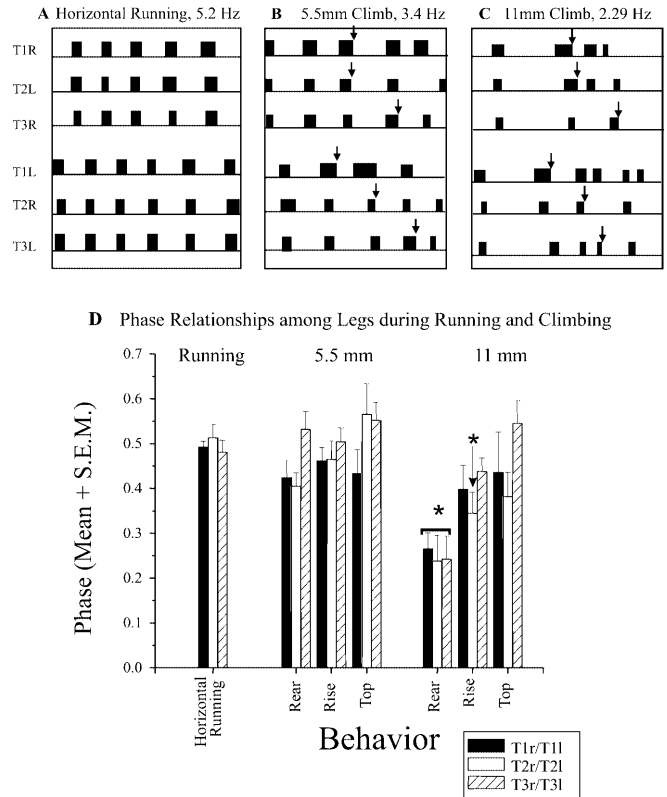 A Horizontal Running, 5.2 Hz
B 5.5mm Climb, 3.4 Hz
C 11mm Climb, 2.29 Hz
T1R
T2L
T3R
T1L
T2R
T3L
D Phase Relationships among Legs during Running and Climbing
Running 5.5 mm 11 mm
Phase (Mean + S.E.M.)
0.7
0.6
0.5
0.4
0.3
0.2
0.1
0.0
*
*
Horizontal
Running
Rear
Rise
Top
Rear
Rise
Top
Behavior
T1r/T1l
T2r/T2l
T3r/T3l